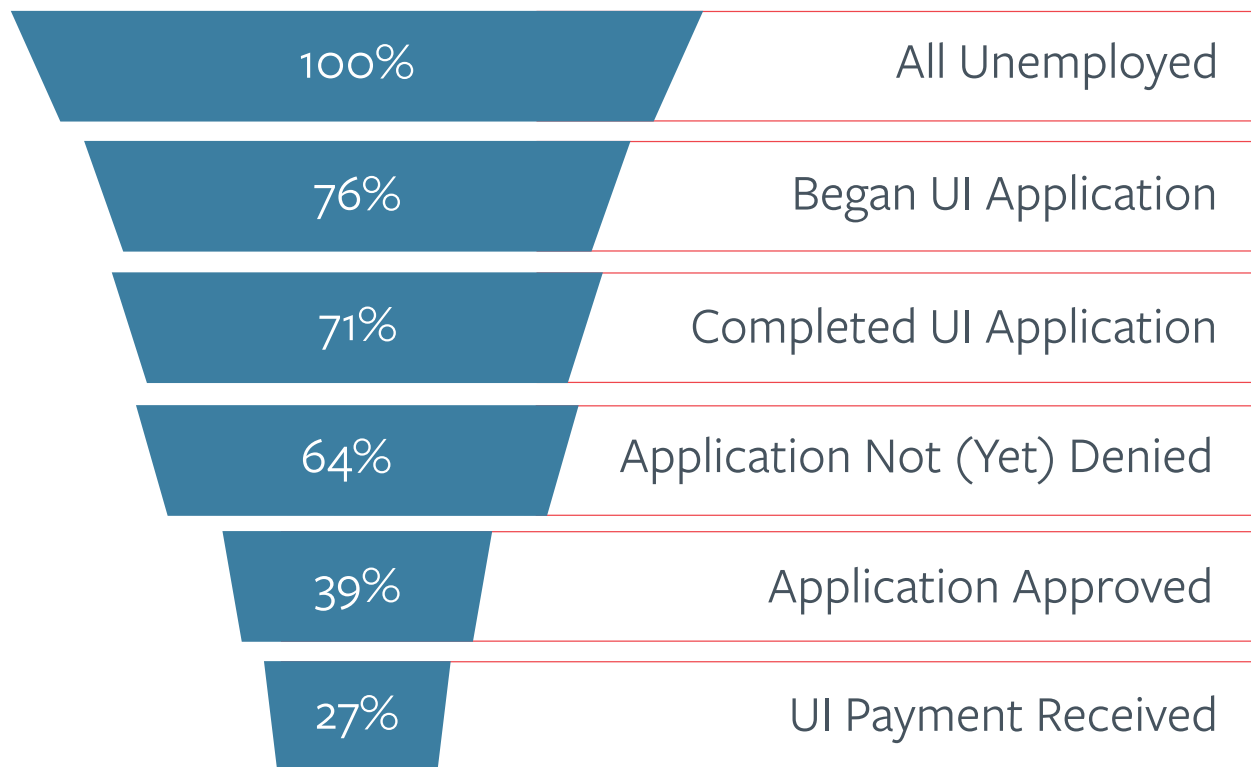 100% All Unemployed
76% Began UI Application
71% Completed UI Application
64% Application Not (Yet) Denied
39% Application Approved
27% UI Payment Received